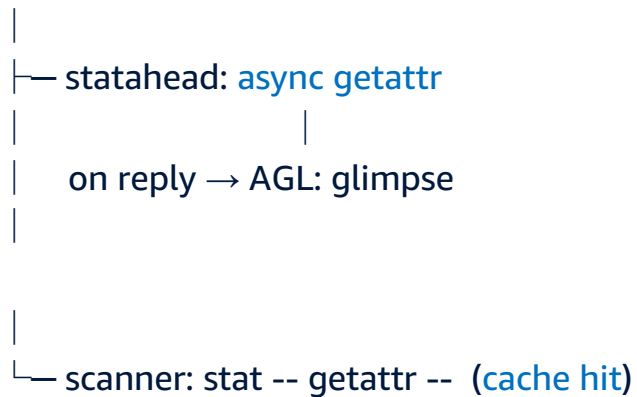 │
├─ statahead: async getattr
│ │
│ on reply → AGL: glimpse
│
│
└─ scanner: stat -- getattr -- (cache hit)